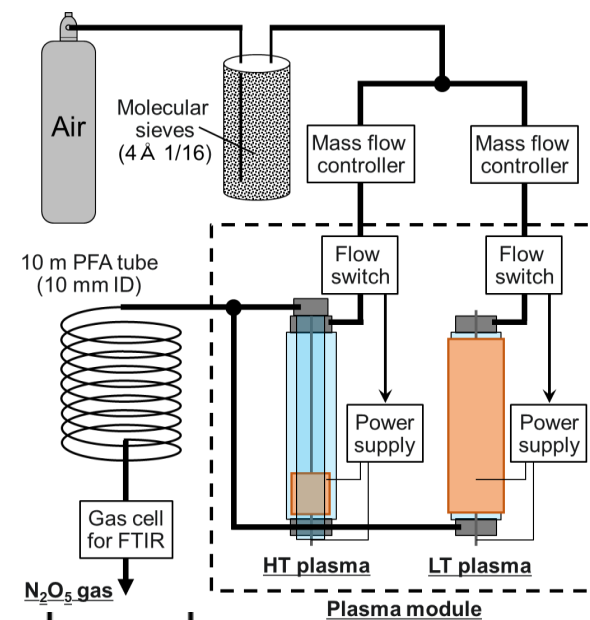 Air
Molecular
sieves
(4Å 1/16)
Mass flow
controller
Mass flow
controller
Flow
switch
Flow
switch
10 m PFA tube
(10 mm ID)
Power
supply
Power
supply
Gas cell
for FTIR
HT plasma
LT plasma
N₂O₅ gas
Plasma module